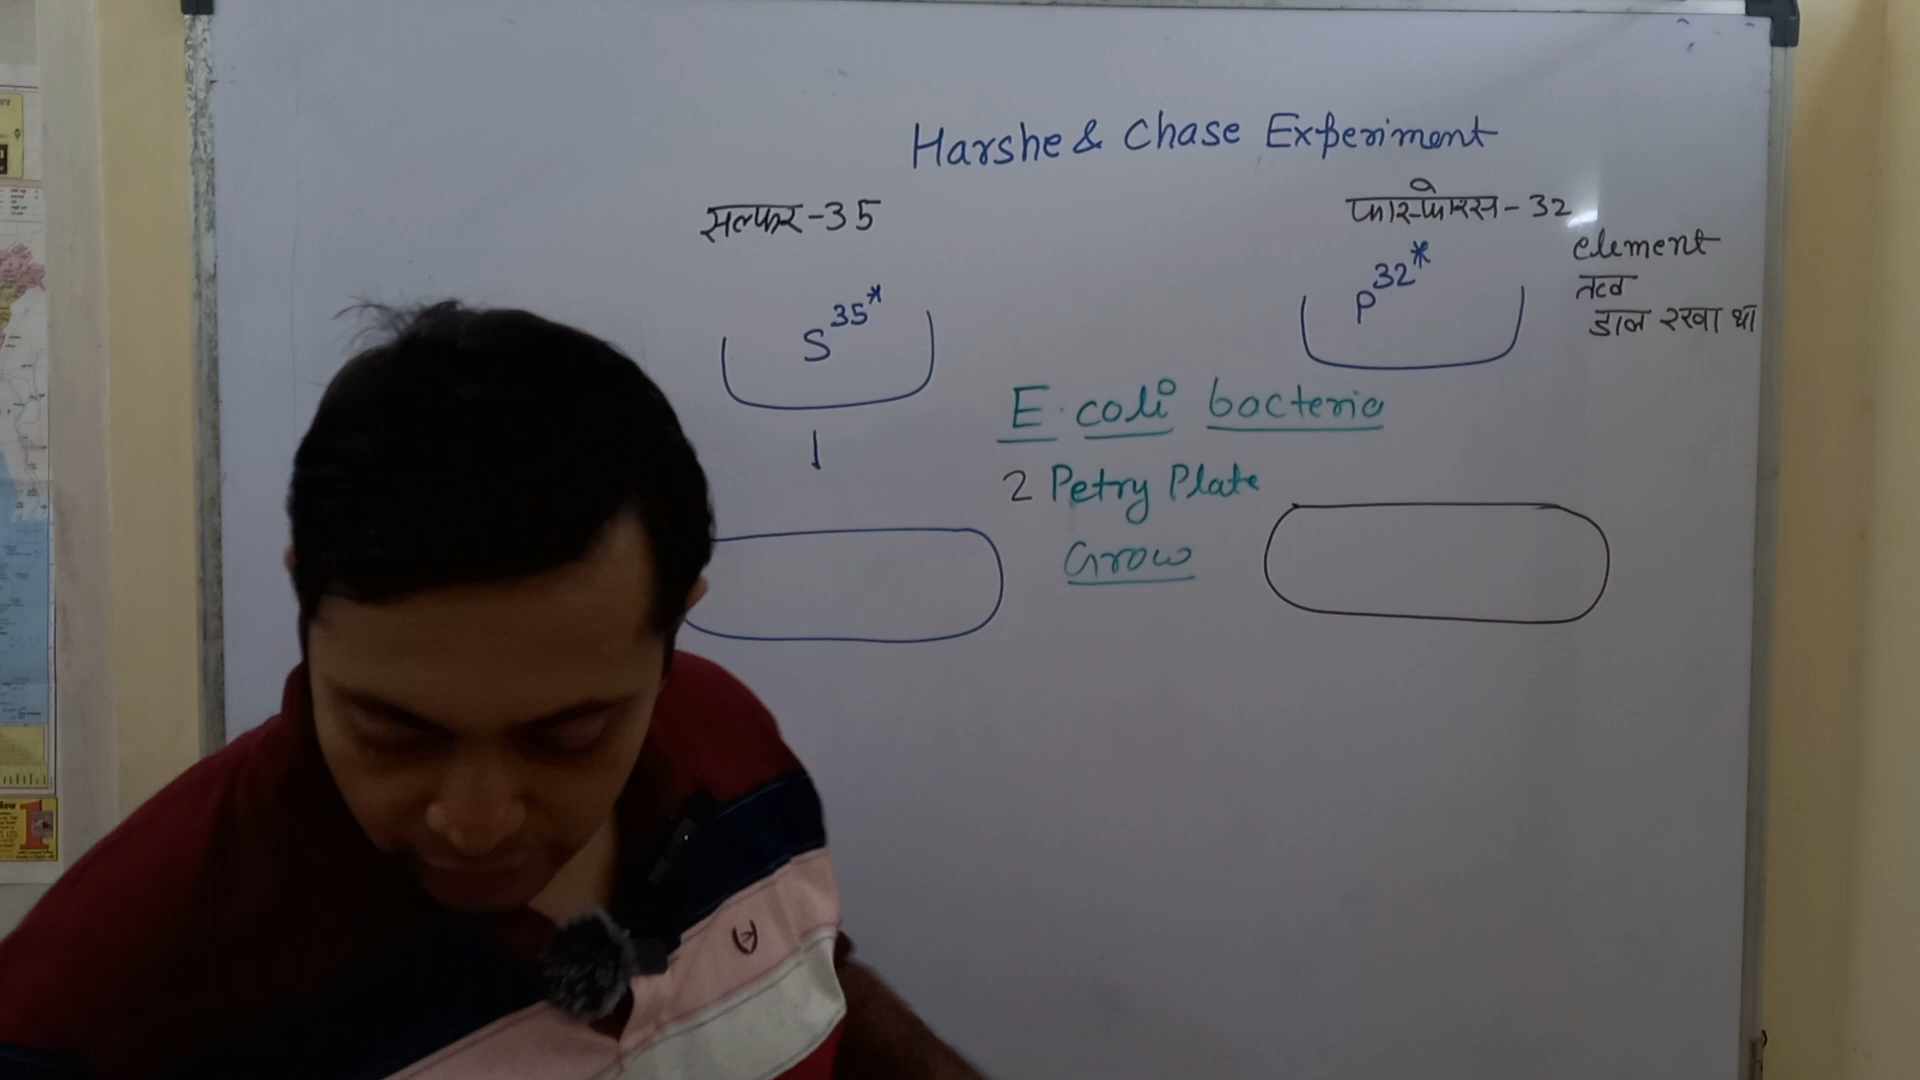 Harshe & Chase Experiment
सल्फर-35
फास्फोरस-32
element
तत्व
डाल रखा था
S³⁵*
P³²*
E. coli bacteria
2 Petry Plate
Grow